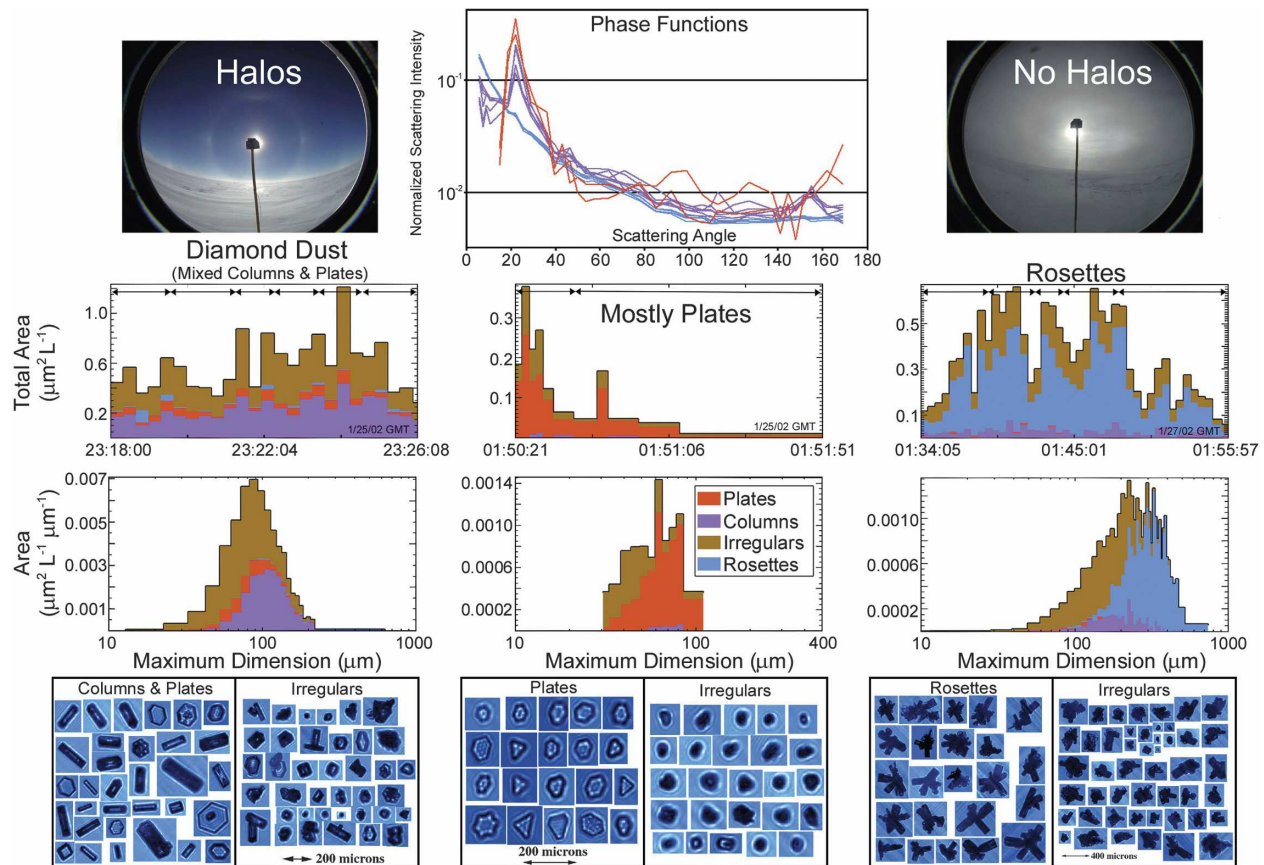 Halos
Phase Functions
No Halos
Normalized Scattering Intensity
10-1
10-2
Scattering Angle
0 20 40 60 80 100 120 140 160 180
Diamond Dust
(Mixed Columns & Plates)
Mostly Plates
Rosettes
Total Area
(μm² L⁻¹)
1.0
0.6
0.2
1/25/02 GMT
23:18:00 23:22:04 23:26:08
0.3
0.2
0.1
1/25/02 GMT
01:50:21 01:51:06 01:51:51
0.5
0.3
0.1
1/27/02 GMT
01:34:05 01:45:01 01:55:57
Area
(μm² L⁻¹ μm⁻¹)
0.007
0.005
0.003
0.001
10 100 1000
Maximum Dimension (μm)
0.0014
0.0010
0.0006
0.0002
Plates
Columns
Irregulars
Rosettes
10 100 400
Maximum Dimension (μm)
0.0010
0.0006
0.0002
10 100 1000
Maximum Dimension (μm)
Columns & Plates
Irregulars
200 microns
Plates
Irregulars
200 microns
Rosettes
Irregulars
400 microns